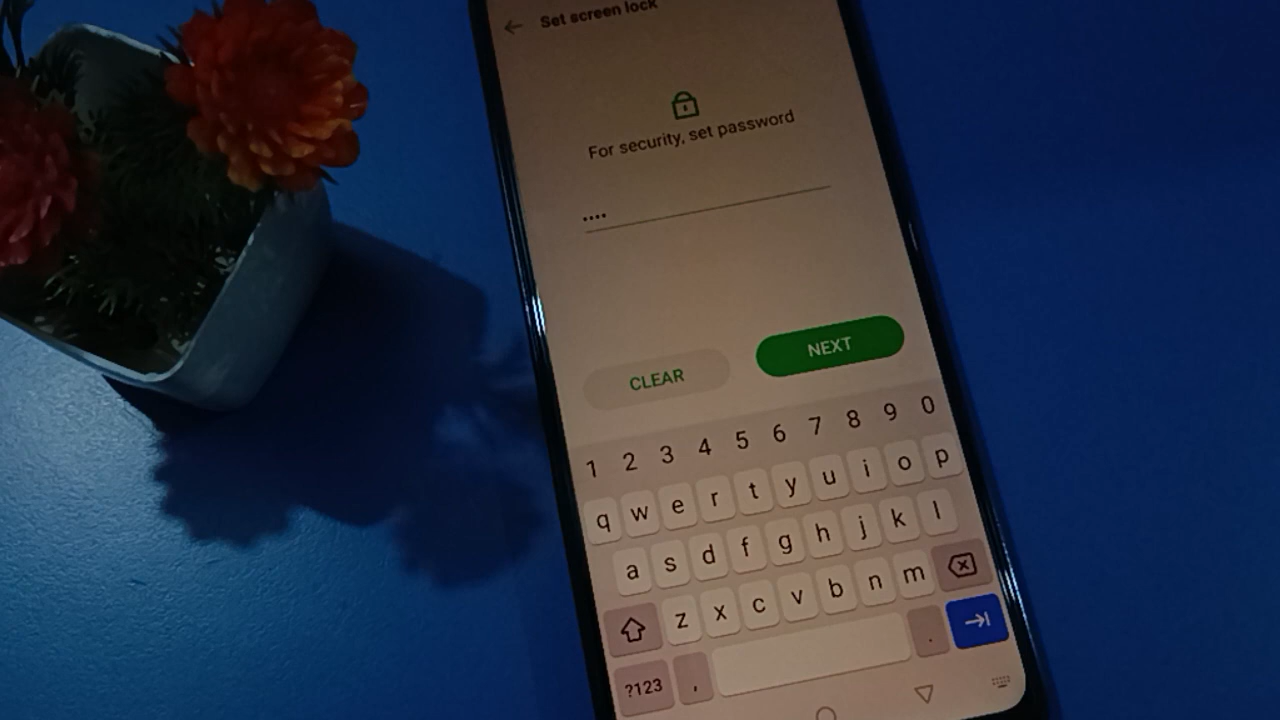 Set screen lock
For security, set password
••••
CLEAR NEXT
1 2 3 4 5 6 7 8 9 0
q w e r t y u i o p
a s d f g h j k l
z x c v b n m
?123 , .